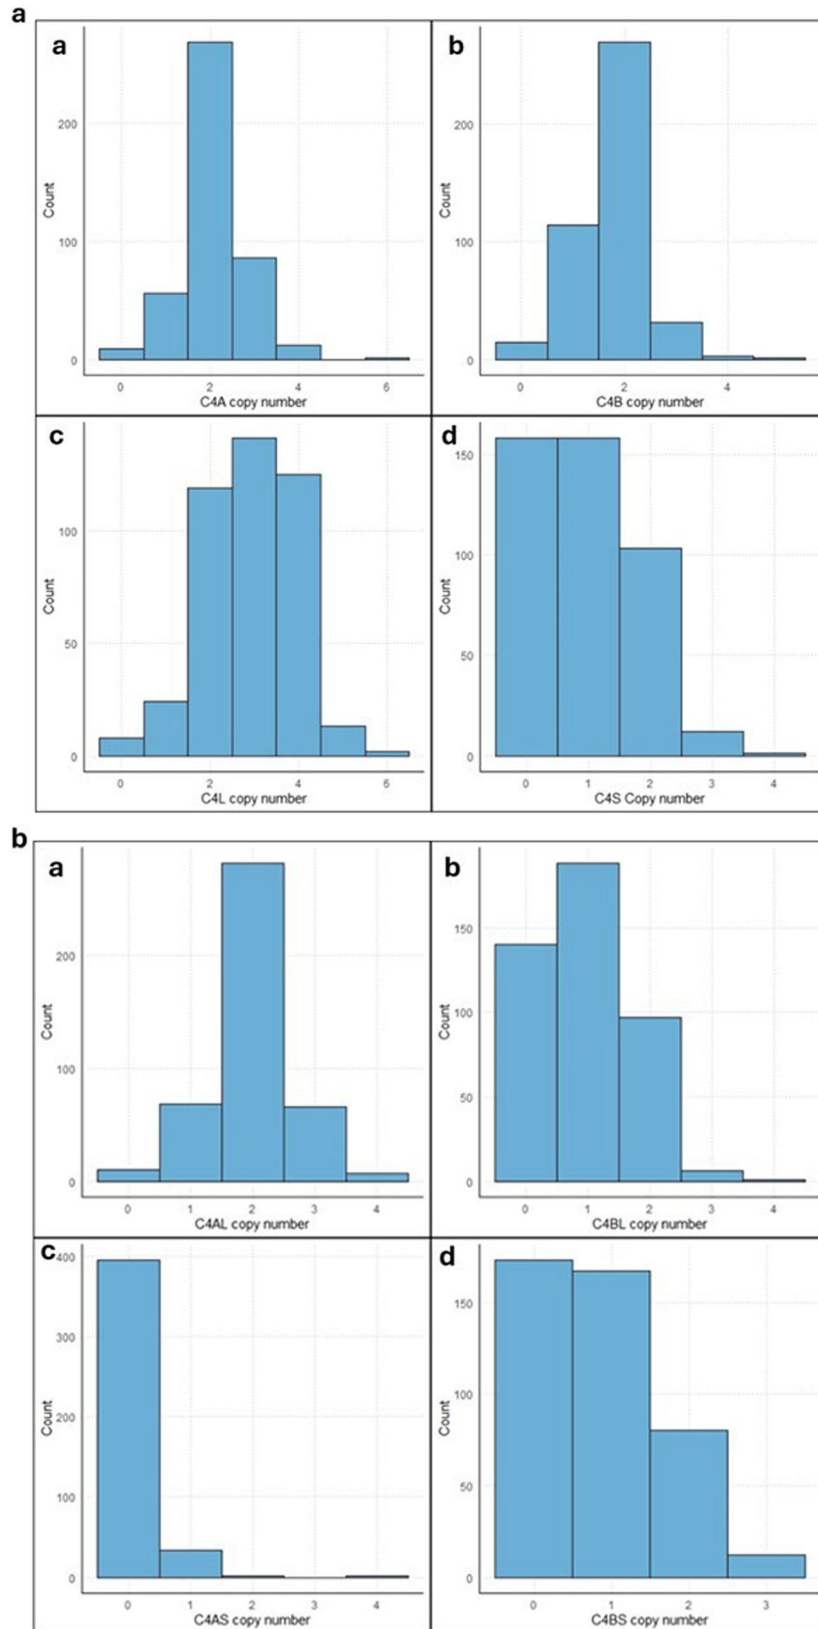 a
a
200
100
0
Count
0 2 4 6
C4A copy number
b
200
100
0
Count
0 2 4
C4B copy number
c
100
50
0
Count
0 2 4 6
C4L copy number
d
150
100
50
0
Count
0 1 2 3 4
C4S Copy number
b
a
200
100
0
Count
0 1 2 3 4
C4AL copy number
b
150
100
50
0
Count
0 1 2 3 4
C4BL copy number
c
400
300
200
100
0
Count
0 1 2 3 4
C4AS copy number
d
150
100
50
0
Count
0 1 2 3
C4BS copy number